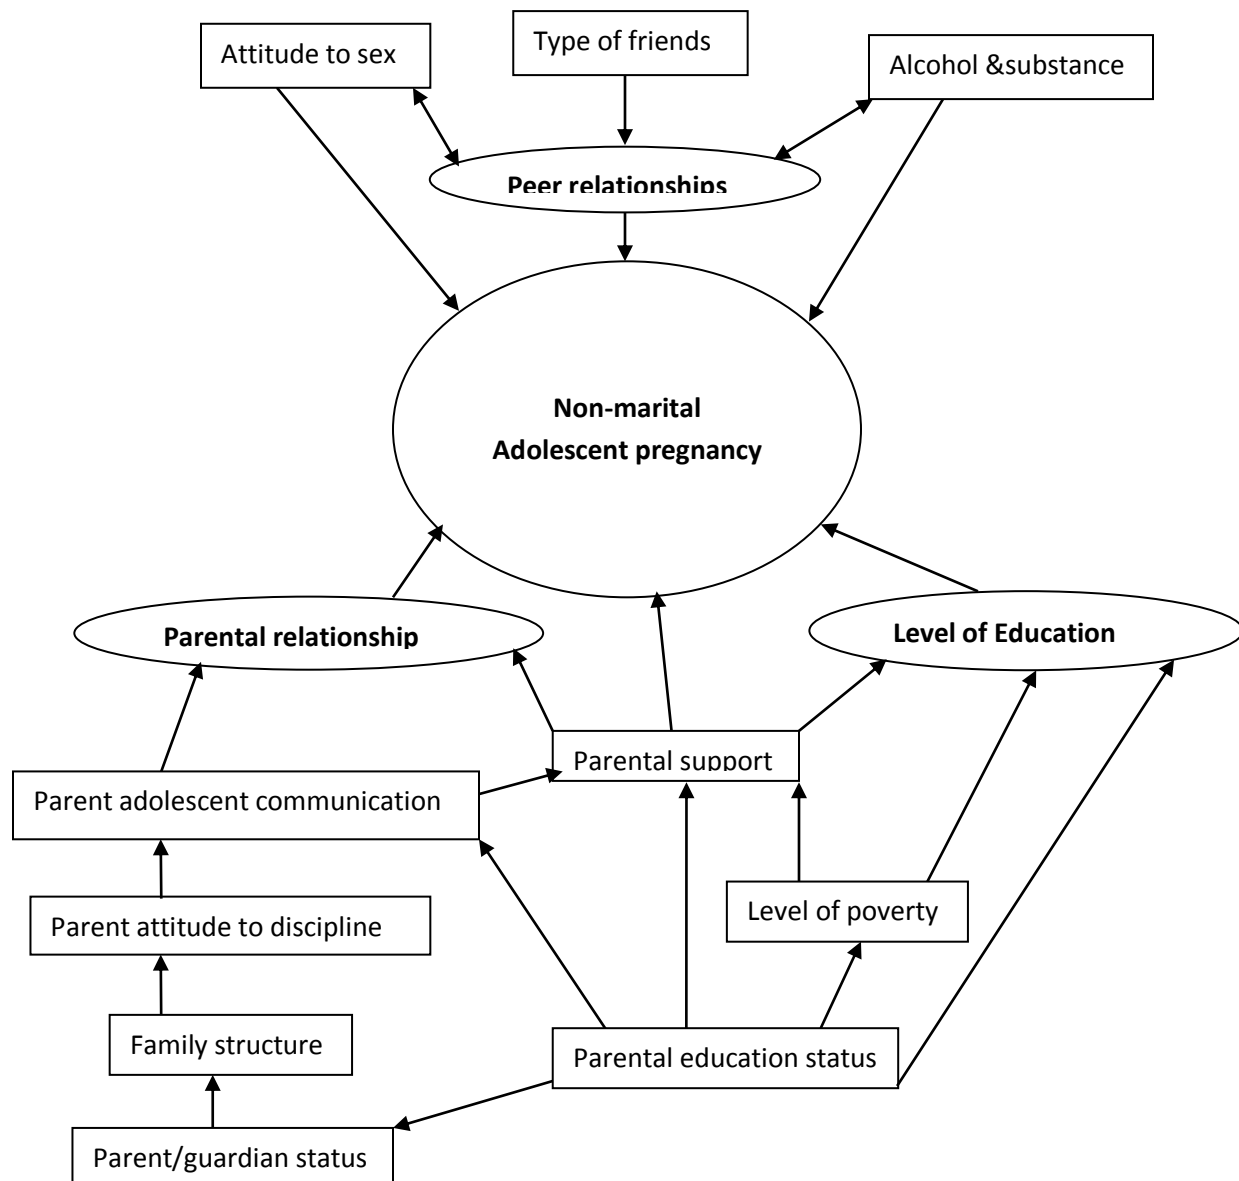 Attitude to sex
Type of friends
Alcohol &substance
Peer relationships
Non-marital
Adolescent pregnancy
Parental relationship
Level of Education
Parental support
Parent adolescent communication
Level of poverty
Parent attitude to discipline
Family structure
Parental education status
Parent/guardian status